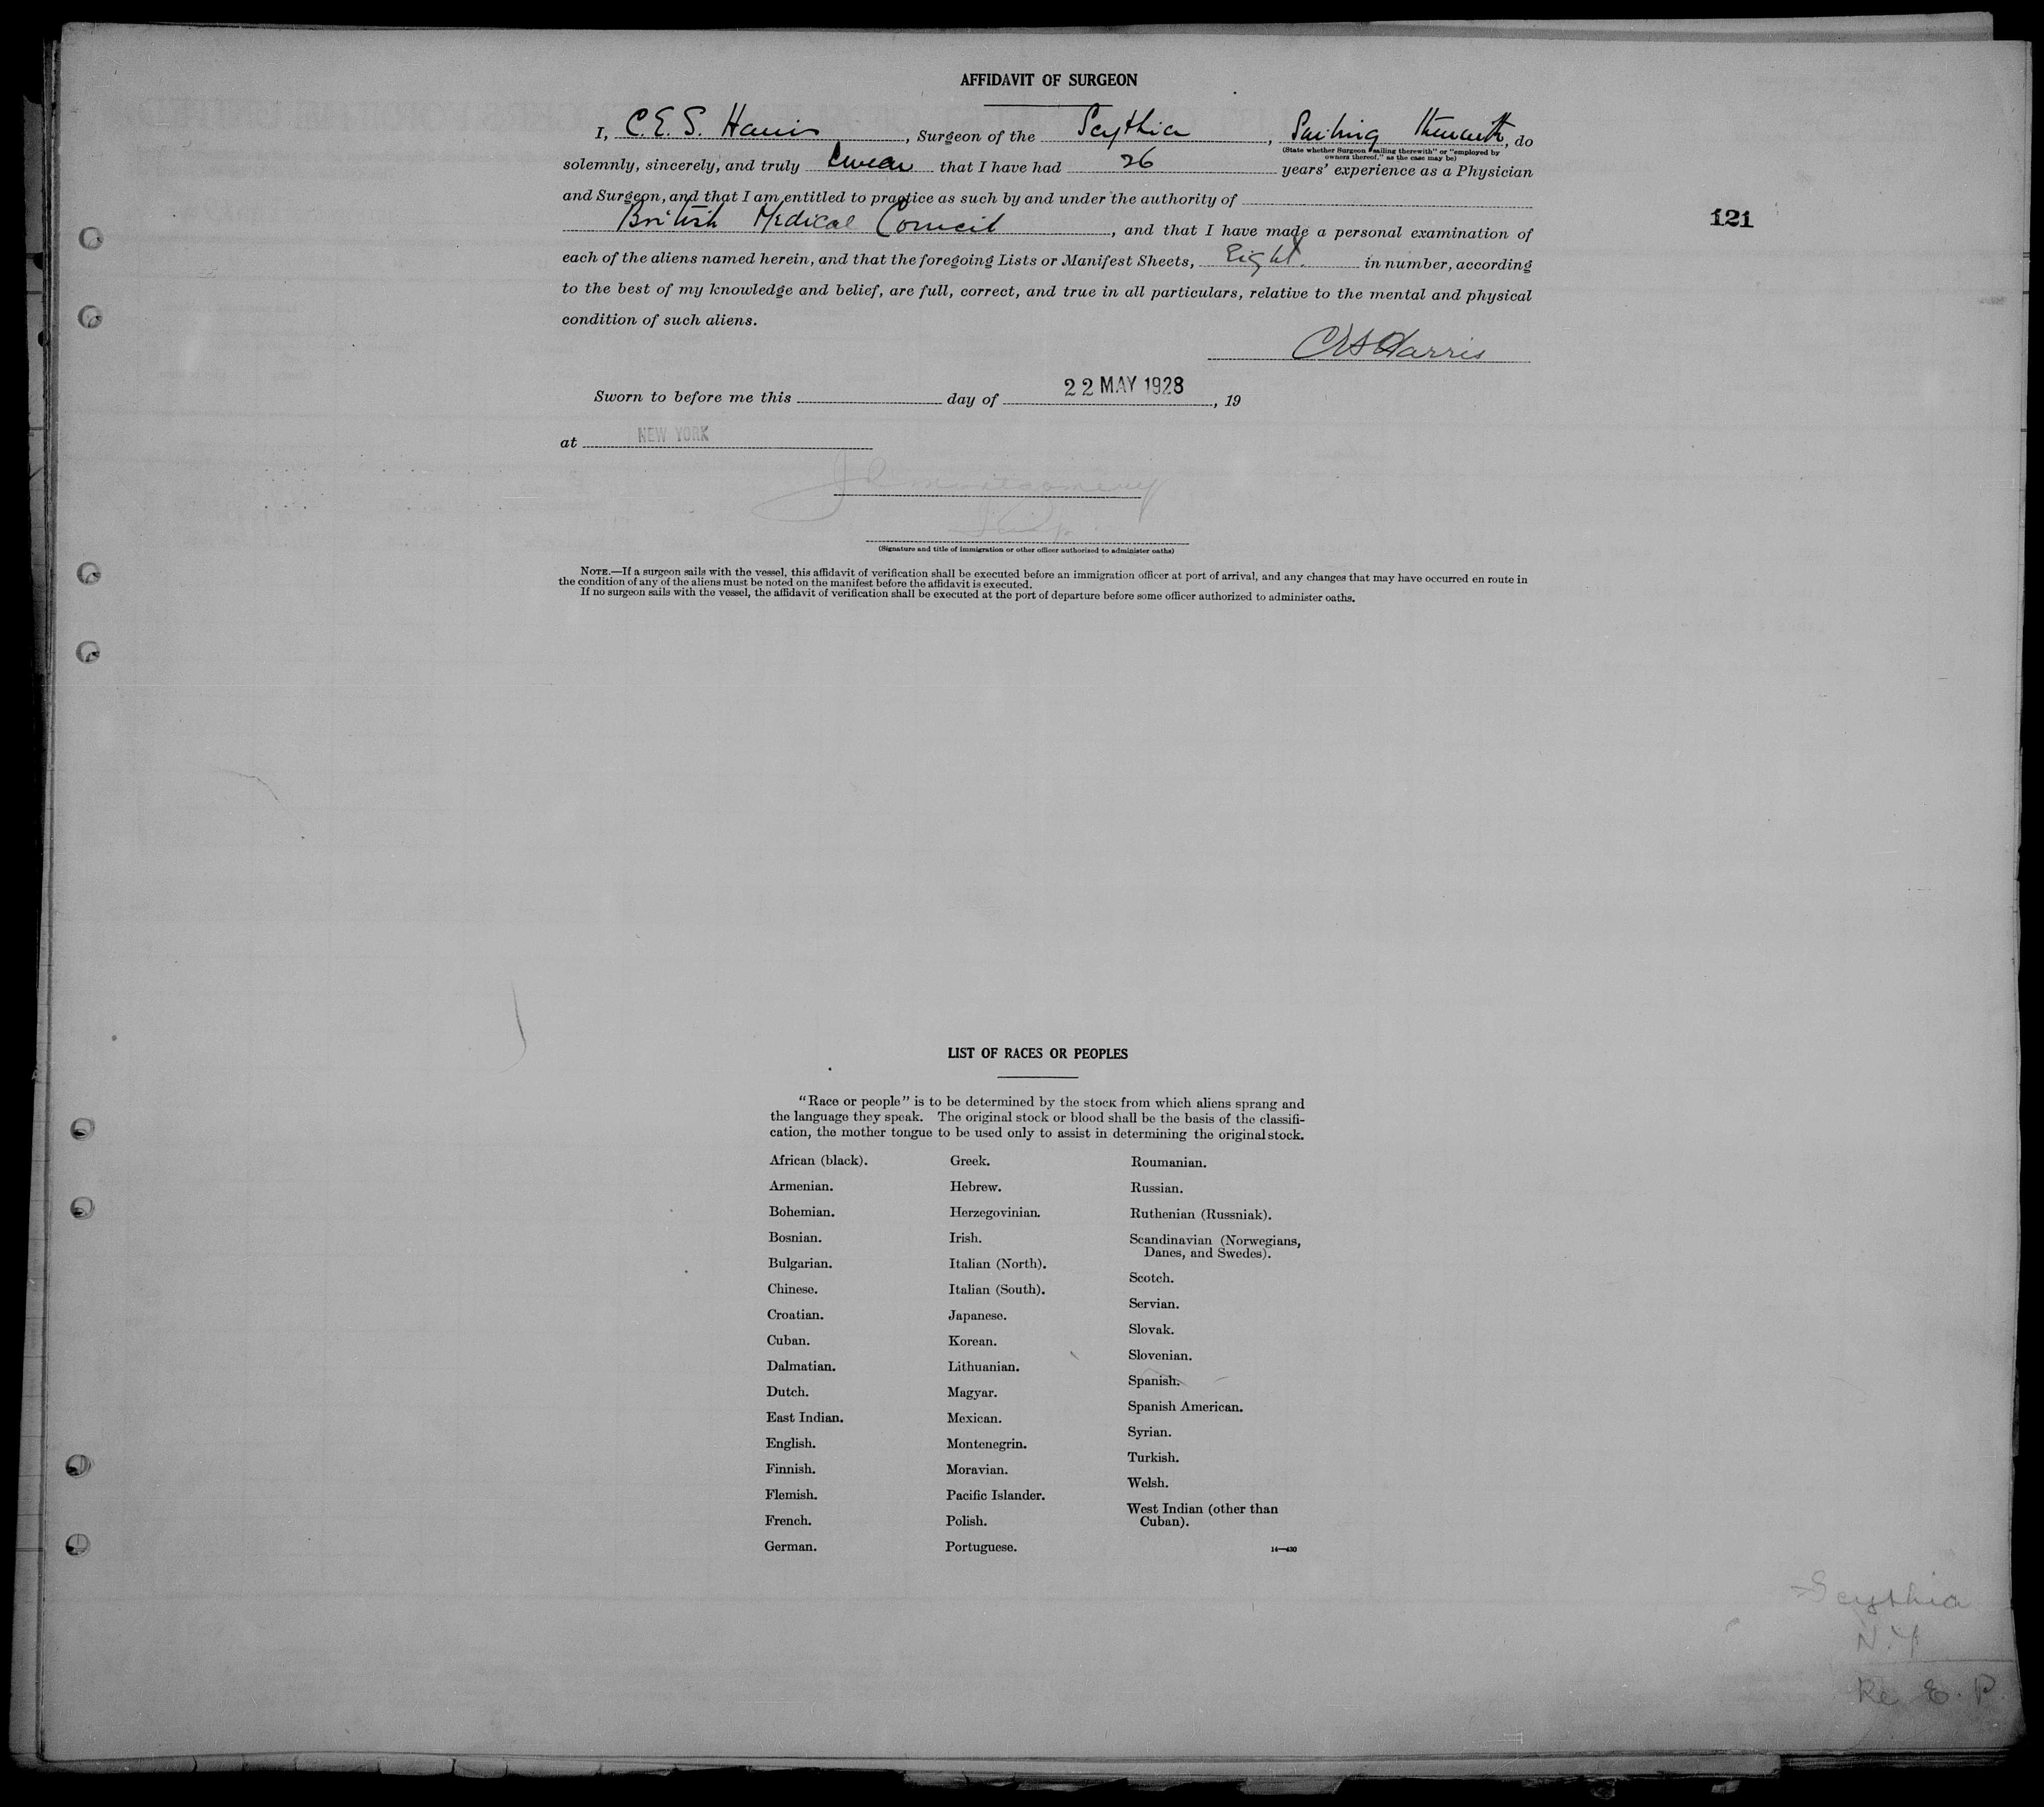 AFFIDAVIT OF SURGEON
I, C. E. S. Harris, Surgeon of the Scythia, Sailing therewith, do
(State whether Surgeon "sailing therewith" or "employed by
owners thereof," as the case may be)
solemnly, sincerely, and truly swear that I have had 26 years' experience as a Physician
and Surgeon, and that I am entitled to practice as such by and under the authority of
British Medical Council, and that I have made a personal examination of
121
each of the aliens named herein, and that the foregoing Lists or Manifest Sheets, Eight in number, according
to the best of my knowledge and belief, are full, correct, and true in all particulars, relative to the mental and physical
condition of such aliens.
CES Harris
Sworn to before me this day of 22 MAY 1928, 19
at NEW YORK
J C Montgomery
(Signature and title of immigration or other officer authorized to administer oaths)
NOTE.—If a surgeon sails with the vessel, this affidavit of verification shall be executed before an immigration officer at port of arrival, and any changes that may have occurred en route in
the condition of any of the aliens must be noted on the manifest before the affidavit is executed.
If no surgeon sails with the vessel, the affidavit of verification shall be executed at the port of departure before some officer authorized to administer oaths.
LIST OF RACES OR PEOPLES
"Race or people" is to be determined by the stock from which aliens sprang and
the language they speak. The original stock or blood shall be the basis of the classifi-
cation, the mother tongue to be used only to assist in determining the original stock.
African (black).
Armenian.
Bohemian.
Bosnian.
Bulgarian.
Chinese.
Croatian.
Cuban.
Dalmatian.
Dutch.
East Indian.
English.
Finnish.
Flemish.
French.
German.
Greek.
Hebrew.
Herzegovinian.
Irish.
Italian (North).
Italian (South).
Japanese.
Korean.
Lithuanian.
Magyar.
Mexican.
Montenegrin.
Moravian.
Pacific Islander.
Polish.
Portuguese.
Roumanian.
Russian.
Ruthenian (Russniak).
Scandinavian (Norwegians,
Danes, and Swedes).
Scotch.
Servian.
Slovak.
Slovenian.
Spanish.
Spanish American.
Syrian.
Turkish.
Welsh.
West Indian (other than
Cuban).
14—430
Scythia
N.Y.
Re E. P.